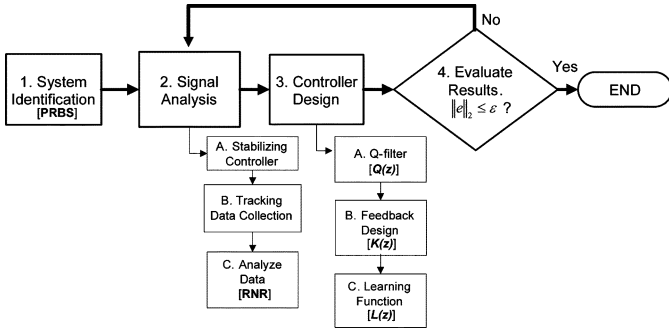 No
1. System
Identification
[PRBS]
2. Signal
Analysis
3. Controller
Design
4. Evaluate
Results.
‖e‖₂ ≤ ε ?
Yes
END
A. Stabilizing
Controller
B. Tracking
Data Collection
C. Analyze
Data
[RNR]
A. Q-filter
[Q(z)]
B. Feedback
Design
[K(z)]
C. Learning
Function
[L(z)]